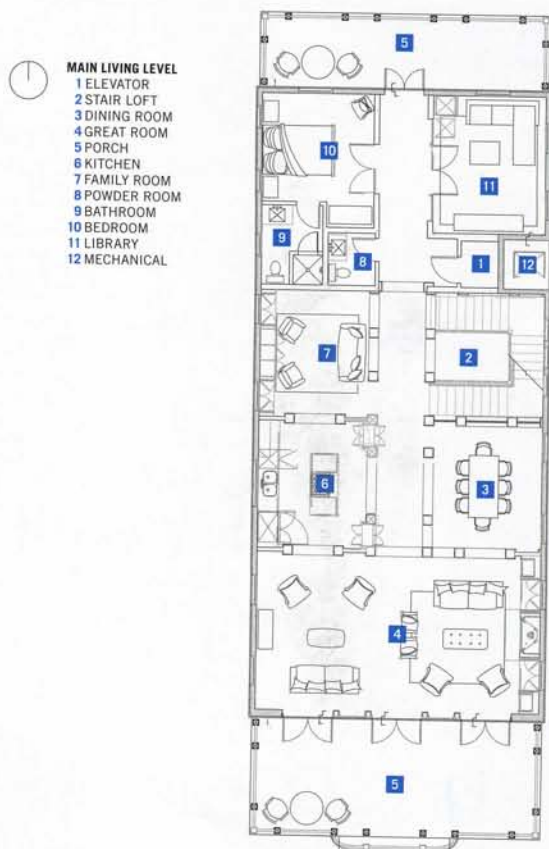 MAIN LIVING LEVEL
1 ELEVATOR
2 STAIR LOFT
3 DINING ROOM
4 GREAT ROOM
5 PORCH
6 KITCHEN
7 FAMILY ROOM
8 POWDER ROOM
9 BATHROOM
10 BEDROOM
11 LIBRARY
12 MECHANICAL
5
10
11
9
8
1
12
7
2
6
3
4
5